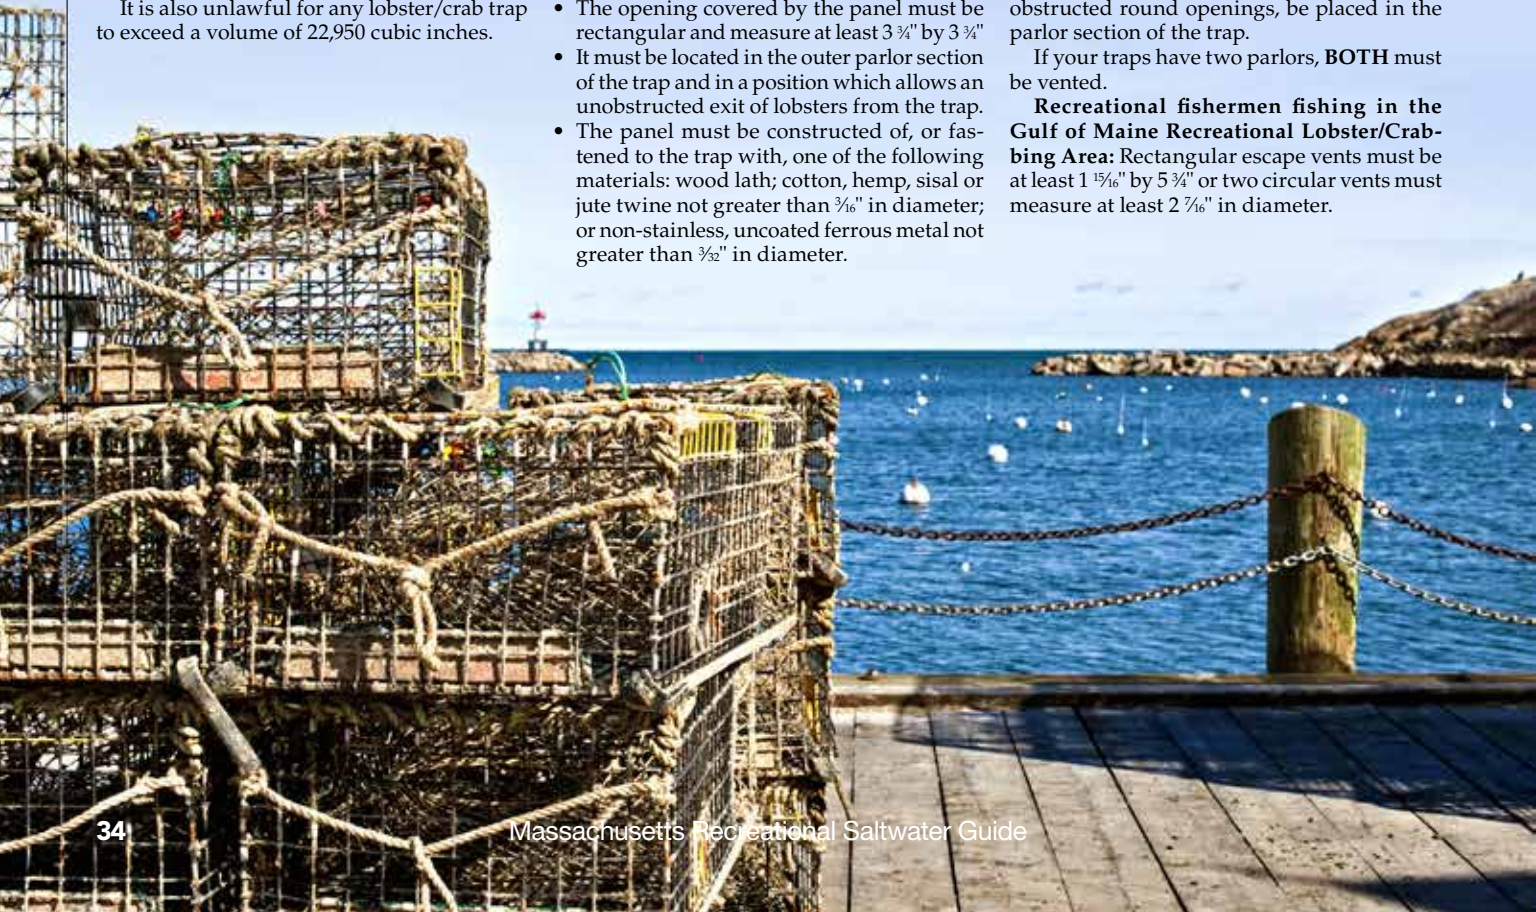 It is also unlawful for any lobster/crab trap
to exceed a volume of 22,950 cubic inches.
• The opening covered by the panel must be
rectangular and measure at least 3 ¾" by 3 ¾"
• It must be located in the outer parlor section
of the trap and in a position which allows an
unobstructed exit of lobsters from the trap.
• The panel must be constructed of, or fas-
tened to the trap with, one of the following
materials: wood lath; cotton, hemp, sisal or
jute twine not greater than 3/16" in diameter;
or non-stainless, uncoated ferrous metal not
greater than 3/32" in diameter.
obstructed round openings, be placed in the
parlor section of the trap.
If your traps have two parlors, BOTH must
be vented.
Recreational fishermen fishing in the
Gulf of Maine Recreational Lobster/Crab-
bing Area: Rectangular escape vents must be
at least 1 15/16" by 5 ¾" or two circular vents must
measure at least 2 7/16" in diameter.
34 Massachusetts Recreational Saltwater Guide